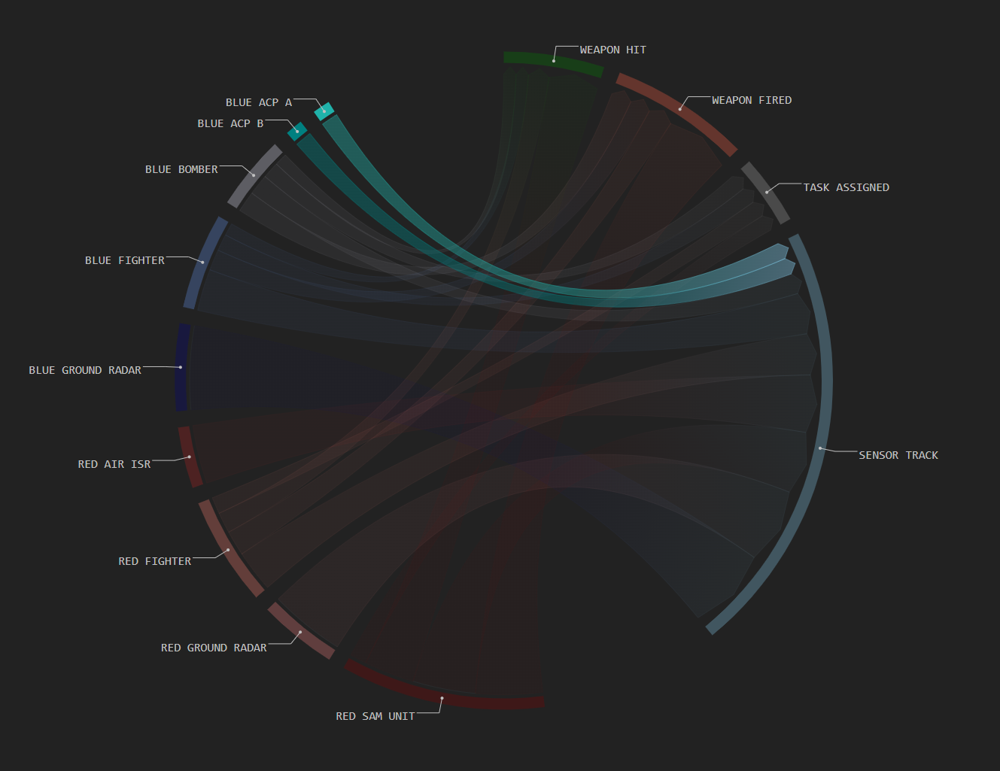 WEAPON HIT
WEAPON FIRED
BLUE ACP A
BLUE ACP B
BLUE BOMBER
TASK ASSIGNED
BLUE FIGHTER
BLUE GROUND RADAR
SENSOR TRACK
RED AIR ISR
RED FIGHTER
RED GROUND RADAR
RED SAM UNIT